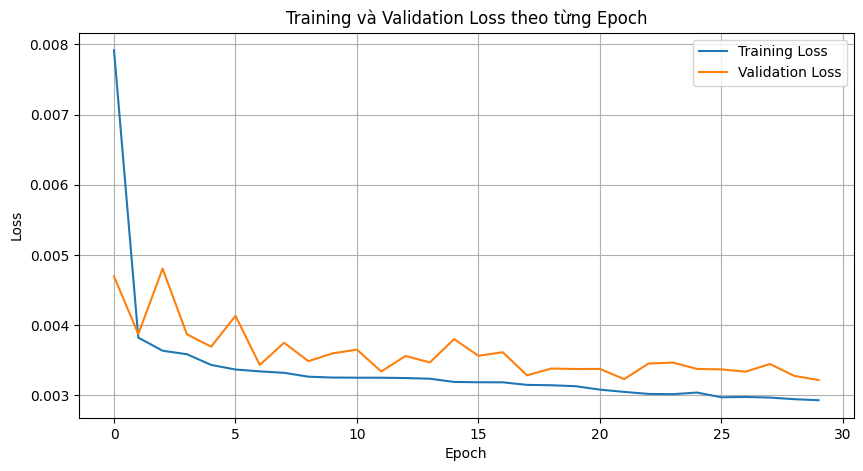 Training và Validation Loss theo từng Epoch
Training Loss
Validation Loss
0.008
0.007
0.006
0.005
0.004
0.003
Loss
0
5
10
15
20
25
30
Epoch